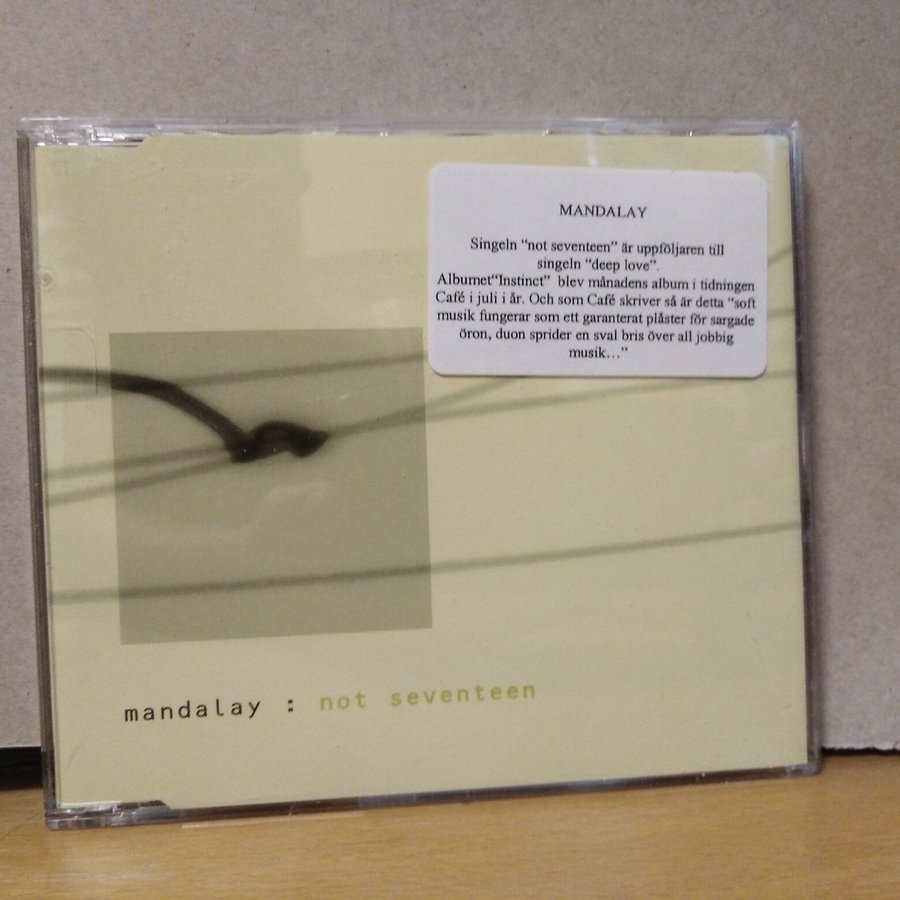 MANDALAY
Singeln “not seventeen” är uppföljaren till
singeln “deep love”.
Albumet“Instinct” blev månadens album i tidningen
Café i juli i år. Och som Café skriver så är detta “soft
musik fungerar som ett garanterat plåster för sargade
öron, duon sprider en sval bris över all jobbig
musik…”
mandalay : not seventeen